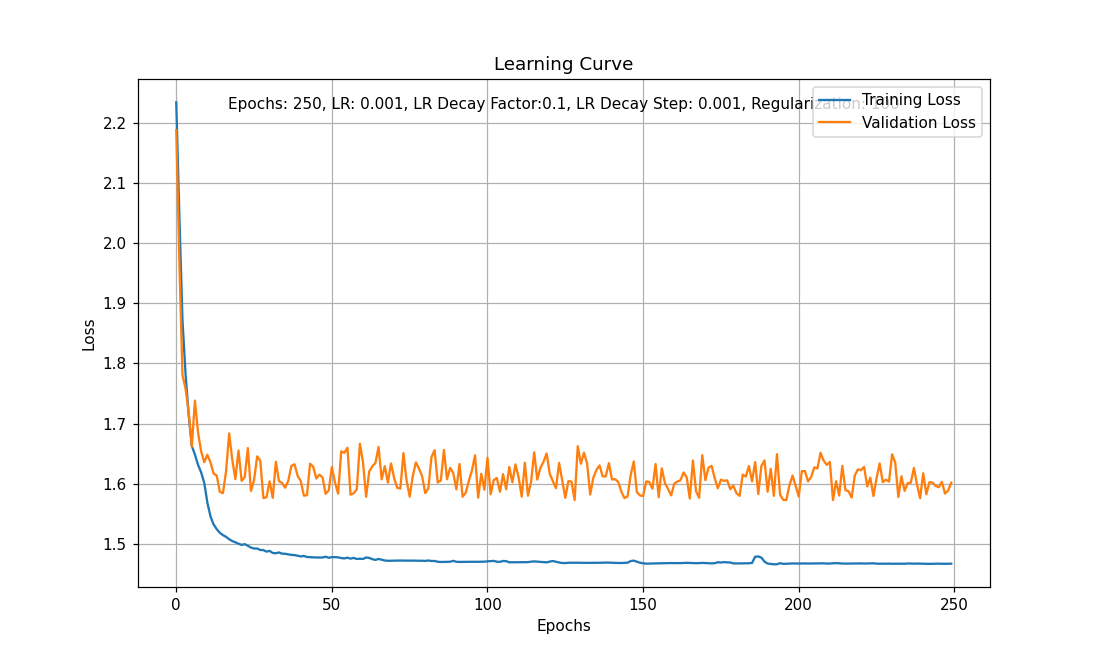 Learning Curve
Epochs: 250, LR: 0.001, LR Decay Factor:0.1, LR Decay Step: 0.001, Regularization: 100
Training Loss
Validation Loss
2.2
2.1
2.0
1.9
1.8
1.7
1.6
1.5
Loss
0 50 100 150 200 250
Epochs